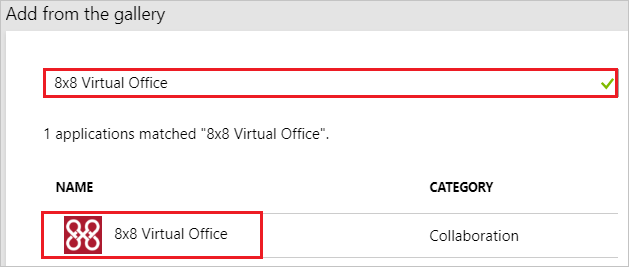 Add from the gallery
8x8 Virtual Office
1 applications matched "8x8 Virtual Office".
NAME CATEGORY
8x8 Virtual Office Collaboration